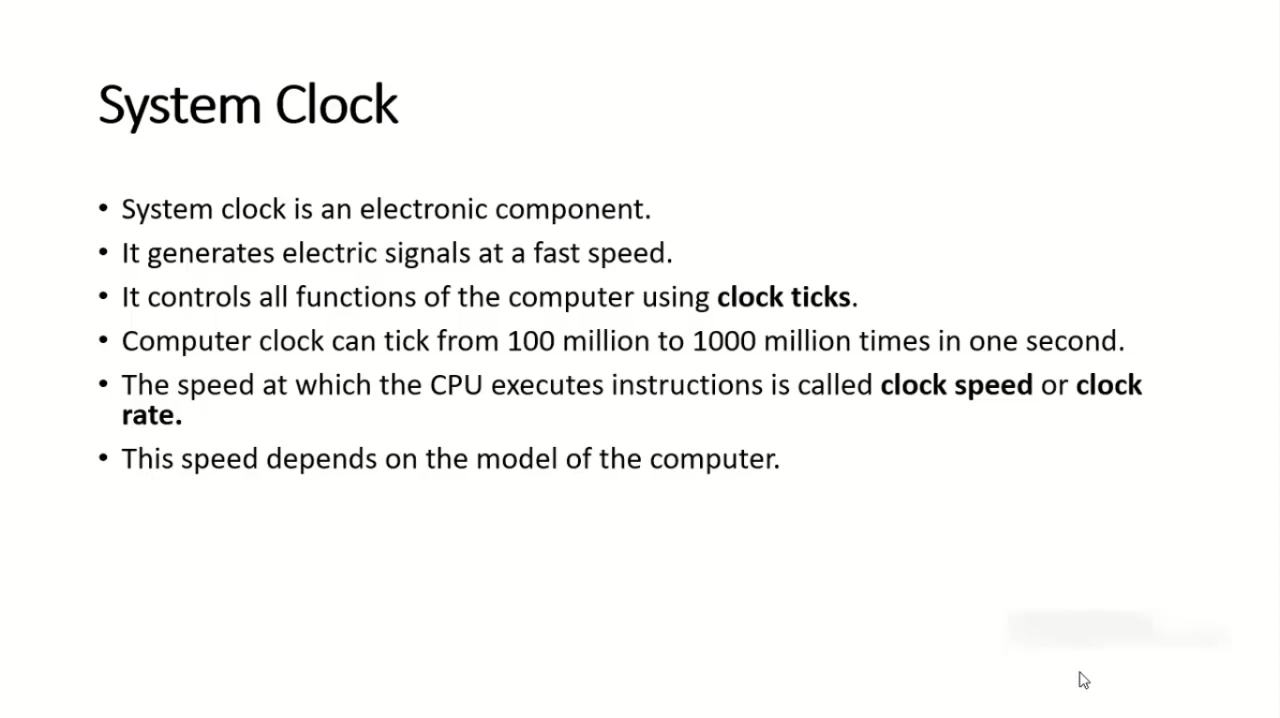 System Clock
• System clock is an electronic component.
• It generates electric signals at a fast speed.
• It controls all functions of the computer using clock ticks.
• Computer clock can tick from 100 million to 1000 million times in one second.
• The speed at which the CPU executes instructions is called clock speed or clock
rate.
• This speed depends on the model of the computer.